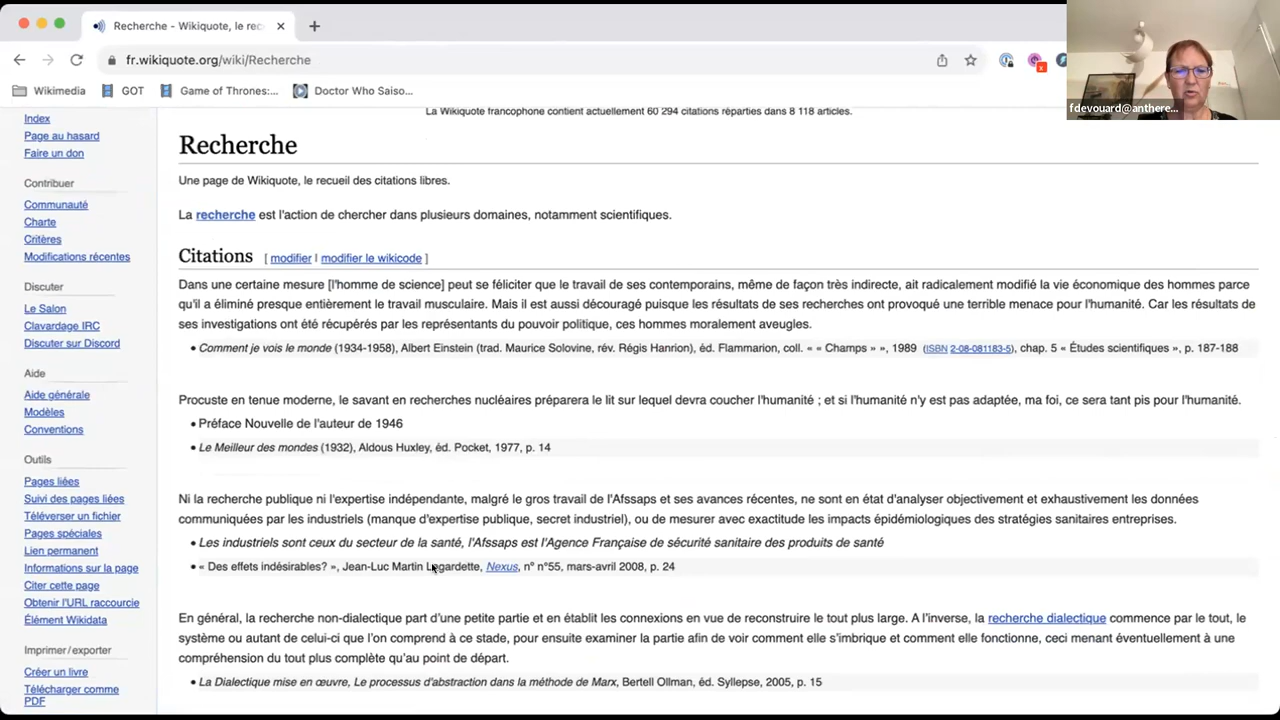 Recherche - Wikiquote, le rec
fr.wikiquote.org/wiki/Recherche
Wikimedia
GOT
Game of Thrones:...
Doctor Who Saiso...
fdevouard@anthere...
La Wikiquote francophone contient actuellement 60 294 citations réparties dans 8 118 articles.
Index
Page au hasard
Faire un don
Contribuer
Communauté
Charte
Critères
Modifications récentes
Discuter
Le Salon
Clavardage IRC
Discuter sur Discord
Aide
Aide générale
Modèles
Conventions
Outils
Pages liées
Suivi des pages liées
Téléverser un fichier
Pages spéciales
Lien permanent
Informations sur la page
Citer cette page
Obtenir l'URL raccourcie
Élément Wikidata
Imprimer/exporter
Créer un livre
Télécharger comme
PDF
Recherche
Une page de Wikiquote, le recueil des citations libres.
La recherche est l'action de chercher dans plusieurs domaines, notamment scientifiques.
Citations [ modifier | modifier le wikicode ]
Dans une certaine mesure [l'homme de science] peut se féliciter que le travail de ses contemporains, même de façon très indirecte, ait radicalement modifié la vie économique des hommes parce
qu'il a éliminé presque entièrement le travail musculaire. Mais il est aussi découragé puisque les résultats de ses recherches ont provoqué une terrible menace pour l'humanité. Car les résultats de
ses investigations ont été récupérés par les représentants du pouvoir politique, ces hommes moralement aveugles.
• Comment je vois le monde (1934-1958), Albert Einstein (trad. Maurice Solovine, rév. Régis Hanrion), éd. Flammarion, coll. « « Champs » », 1989 (ISBN 2-08-081183-5), chap. 5 « Études scientifiques », p. 187-188
Procuste en tenue moderne, le savant en recherches nucléaires préparera le lit sur lequel devra coucher l'humanité ; et si l'humanité n'y est pas adaptée, ma foi, ce sera tant pis pour l'humanité.
• Préface Nouvelle de l'auteur de 1946
• Le Meilleur des mondes (1932), Aldous Huxley, éd. Pocket, 1977, p. 14
Ni la recherche publique ni l'expertise indépendante, malgré le gros travail de l'Afssaps et ses avances récentes, ne sont en état d'analyser objectivement et exhaustivement les données
communiquées par les industriels (manque d'expertise publique, secret industriel), ou de mesurer avec exactitude les impacts épidémiologiques des stratégies sanitaires entreprises.
• Les industriels sont ceux du secteur de la santé, l'Afssaps est l'Agence Française de sécurité sanitaire des produits de santé
• « Des effets indésirables? », Jean-Luc Martin Lagardette, Nexus, nº n°55, mars-avril 2008, p. 24
En général, la recherche non-dialectique part d'une petite partie et en établit les connexions en vue de reconstruire le tout plus large. A l'inverse, la recherche dialectique commence par le tout, le
système ou autant de celui-ci que l'on comprend à ce stade, pour ensuite examiner la partie afin de voir comment elle s'imbrique et comment elle fonctionne, ceci menant éventuellement à une
compréhension du tout plus complète qu'au point de départ.
• La Dialectique mise en œuvre, Le processus d'abstraction dans la méthode de Marx, Bertell Ollman, éd. Syllepse, 2005, p. 15